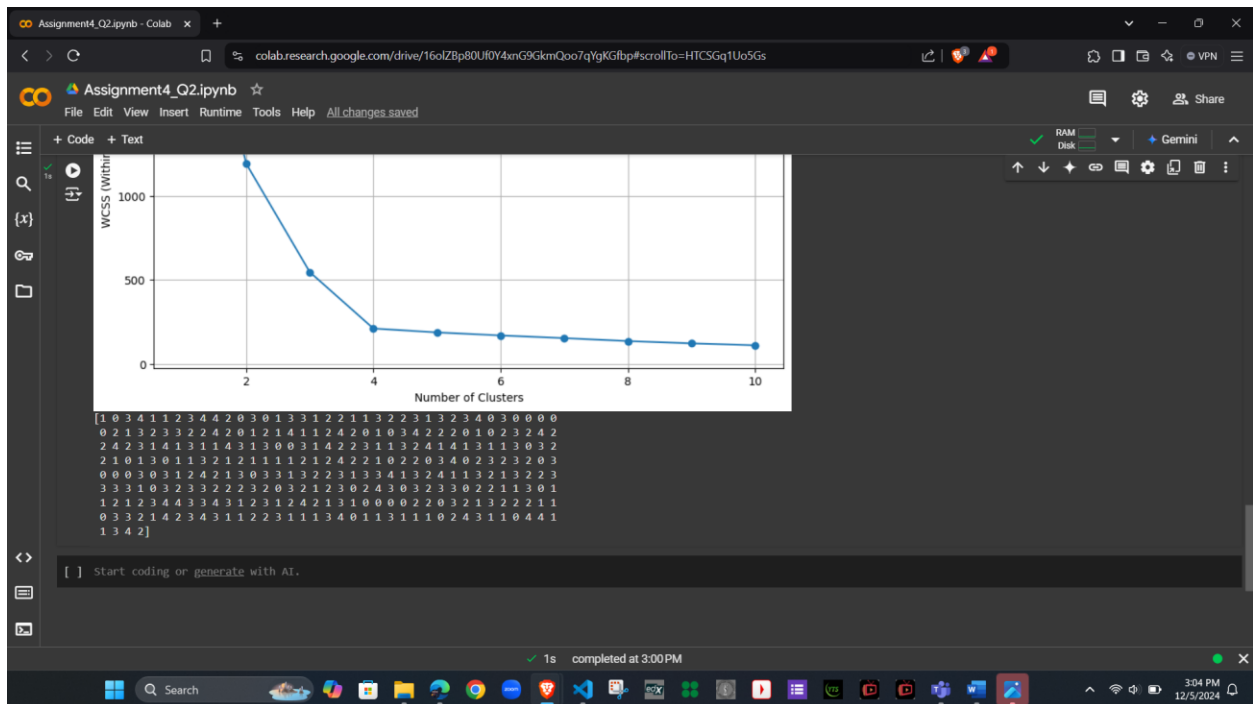 Assignment4_Q2.ipynb - Colab
colab.research.google.com/drive/16olZBp80Uf0Y4xnG9GkmQoo7qYgKGfbp#scrollTo=HTCSGq1Uo5Gs
VPN
Assignment4_Q2.ipynb
File Edit View Insert Runtime Tools Help All changes saved
Share
+ Code + Text
RAM
Disk
Gemini
1s
{x}
WCSS (Within
1000
500
0
2 4 6 8 10
Number of Clusters
[1 0 3 4 1 1 2 3 4 4 2 0 3 0 1 3 3 1 2 2 1 1 3 2 2 3 1 3 2 3 4 0 3 0 0 0 0
0 2 1 3 2 3 3 2 2 4 2 0 1 2 1 4 1 1 2 4 2 0 1 0 3 4 2 2 2 0 1 0 2 3 2 4 2
2 4 2 3 1 4 1 3 1 1 4 3 1 3 0 0 3 1 4 2 2 3 1 1 3 2 4 1 4 1 3 1 1 3 0 3 2
2 1 0 1 3 0 1 1 3 2 1 2 1 1 1 1 2 1 2 4 2 2 1 0 2 2 0 3 4 0 2 3 2 3 2 0 3
0 0 0 3 0 3 1 2 4 2 1 3 0 3 3 1 3 2 2 3 1 3 3 4 1 3 2 4 1 1 3 2 1 3 2 2 3
3 3 3 1 0 3 2 3 3 2 2 2 3 2 0 3 2 1 2 3 0 2 4 3 0 3 2 3 3 0 2 2 1 1 3 0 1
1 2 1 2 3 4 4 3 3 4 3 1 2 3 1 2 4 2 1 3 1 0 0 0 0 2 2 0 3 2 1 3 2 2 2 1 1
0 3 3 2 1 4 2 3 4 3 1 1 2 2 3 1 1 1 3 4 0 1 1 3 1 1 1 0 2 4 3 1 1 0 4 4 1
1 3 4 2]
[ ] Start coding or generate with AI.
1s completed at 3:00 PM
Search
3:04 PM
12/5/2024